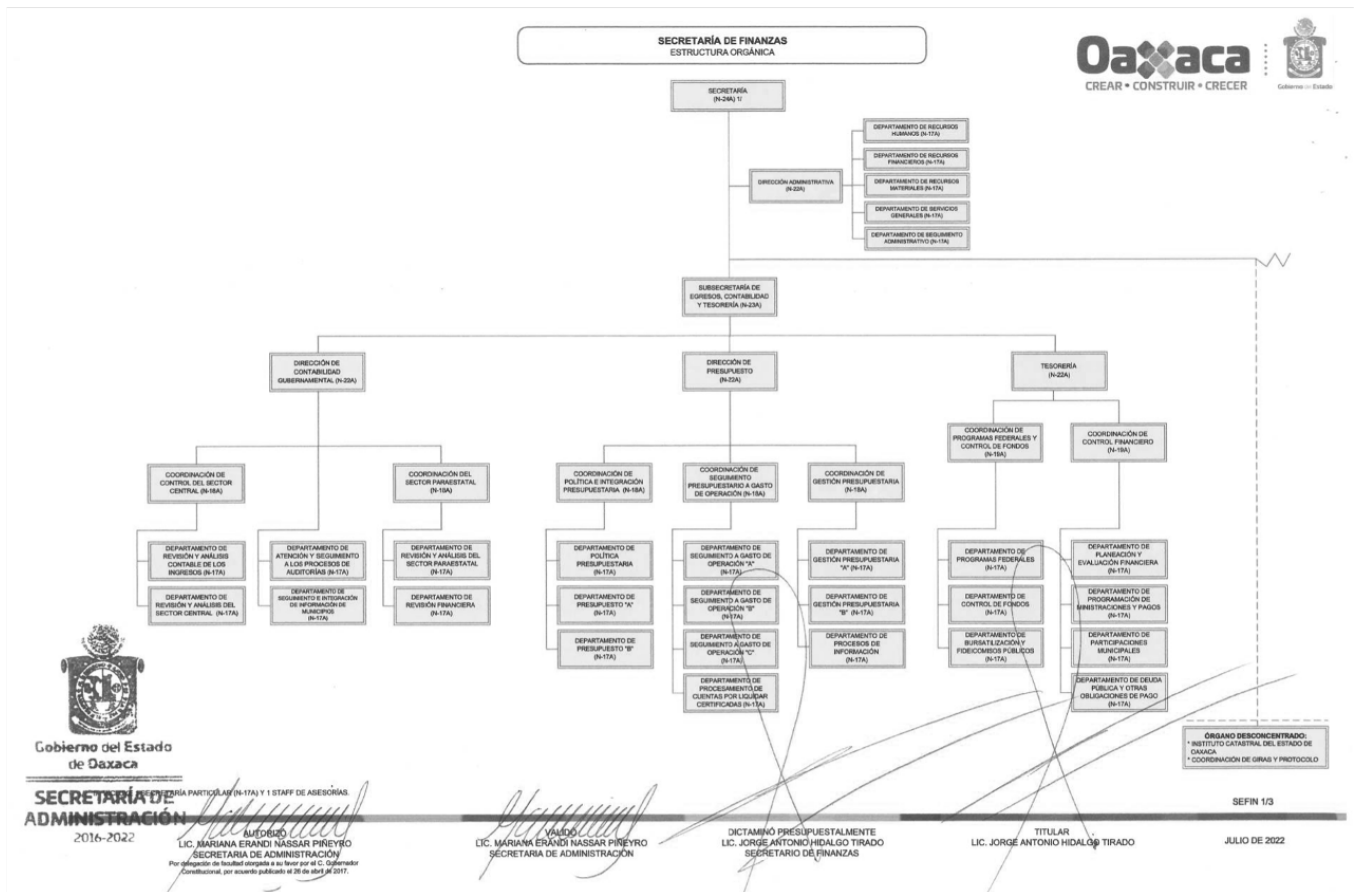 SECRETARÍA DE FINANZAS
ESTRUCTURA ORGÁNICA
Oaxaca
CREAR • CONSTRUIR • CRECER
Gobierno del Estado
SECRETARÍA
(N-24A) 1/
DEPARTAMENTO DE RECURSOS
HUMANOS (N-17A)
DEPARTAMENTO DE RECURSOS
FINANCIEROS (N-17A)
DIRECCIÓN ADMINISTRATIVA
(N-22A)
DEPARTAMENTO DE RECURSOS
MATERIALES (N-17A)
DEPARTAMENTO DE SERVICIOS
GENERALES (N-17A)
DEPARTAMENTO DE SEGUIMIENTO
ADMINISTRATIVO (N-17A)
SUBSECRETARÍA DE
EGRESOS, CONTABILIDAD
Y TESORERÍA (N-23A)
DIRECCIÓN DE
CONTABILIDAD
GUBERNAMENTAL (N-22A)
DIRECCIÓN DE
PRESUPUESTO
(N-22A)
TESORERÍA
(N-22A)
COORDINACIÓN DE
CONTROL DEL SECTOR
CENTRAL (N-18A)
COORDINACIÓN DEL
SECTOR PARAESTATAL
COORDINACIÓN DE
POLÍTICA E INTEGRACIÓN
PRESUPUESTARIA (N-18A)
COORDINACIÓN DE
SEGUIMIENTO
PRESUPUESTARIO A GASTO
DE OPERACIÓN (N-18A)
COORDINACIÓN DE
GESTIÓN PRESUPUESTARIA
COORDINACIÓN DE
PROGRAMAS FEDERALES Y
CONTROL DE FONDOS
COORDINACIÓN DE
CONTROL FINANCIERO
DEPARTAMENTO DE
REVISIÓN Y ANÁLISIS
CONTABLE DE LOS
INGRESOS (N-17A)
DEPARTAMENTO DE
REVISIÓN Y ANÁLISIS DEL
SECTOR CENTRAL (N-17A)
DEPARTAMENTO DE
ATENCIÓN Y SEGUIMIENTO
A LOS PROCESOS DE
AUDITORÍAS (N-17A)
DEPARTAMENTO DE
SEGUIMIENTO E INTEGRACIÓN
DE INFORMACIÓN DE
MUNICIPIOS
(N-17A)
DEPARTAMENTO DE
REVISIÓN Y ANÁLISIS DEL
SECTOR PARAESTATAL
(N-17A)
DEPARTAMENTO DE
REVISIÓN FINANCIERA
(N-17A)
DEPARTAMENTO DE
POLÍTICA
PRESUPUESTARIA
(N-17A)
DEPARTAMENTO DE
PRESUPUESTO "A"
(N-17A)
DEPARTAMENTO DE
PRESUPUESTO "B"
(N-17A)
DEPARTAMENTO DE
SEGUIMIENTO A GASTO DE
OPERACIÓN "A"
(N-17A)
DEPARTAMENTO DE
SEGUIMIENTO A GASTO DE
OPERACIÓN "B"
(N-17A)
DEPARTAMENTO DE
SEGUIMIENTO A GASTO DE
OPERACIÓN "C"
(N-17A)
DEPARTAMENTO DE
PROCESAMIENTO DE
CUENTAS POR LIQUIDAR
CERTIFICADAS (N-17A)
DEPARTAMENTO DE
GESTIÓN PRESUPUESTARIA
"A" (N-17A)
DEPARTAMENTO DE
GESTIÓN PRESUPUESTARIA
"B" (N-17A)
DEPARTAMENTO DE
PROCESOS DE
INFORMACIÓN
(N-17A)
DEPARTAMENTO DE
PROGRAMAS FEDERALES
(N-17A)
DEPARTAMENTO DE
CONTROL DE FONDOS
(N-17A)
DEPARTAMENTO DE
BURSATILIZACIÓN Y
FIDEICOMISOS PÚBLICOS
(N-17A)
DEPARTAMENTO DE
PLANEACIÓN Y
EVALUACIÓN FINANCIERA
(N-17A)
DEPARTAMENTO DE
PROGRAMACIÓN DE
MINISTRACIONES Y PAGOS
(N-17A)
DEPARTAMENTO DE
PARTICIPACIONES
MUNICIPALES
(N-17A)
DEPARTAMENTO DE DEUDA
PÚBLICA Y OTRAS
OBLIGACIONES DE PAGO
(N-17A)
ÓRGANO DESCONCENTRADO:
* INSTITUTO CATASTRAL DEL ESTADO DE
OAXACA
* COORDINACIÓN DE GIRAS Y PROTOCOLO
Gobierno del Estado
de Oaxaca
SECRETARÍA DE
ADMINISTRACIÓN
2016-2022
PARTICULAR (N-17A) Y 1 STAFF DE ASESORÍAS.
SEFIN 1/3
AUTORIZÓ
LIC. MARIANA ERANDI NASSAR PIÑEYRO
SECRETARIA DE ADMINISTRACIÓN
Por delegación de facultad otorgada a su favor por el C. Gobernador
Constitucional, por acuerdo publicado el 26 de abril de 2017.
VALIDÓ
LIC. MARIANA ERANDI NASSAR PIÑEYRO
SECRETARIA DE ADMINISTRACIÓN
DICTAMINÓ PRESUPUESTALMENTE
LIC. JORGE ANTONIO HIDALGO TIRADO
SECRETARIO DE FINANZAS
TITULAR
LIC. JORGE ANTONIO HIDALGO TIRADO
JULIO DE 2022